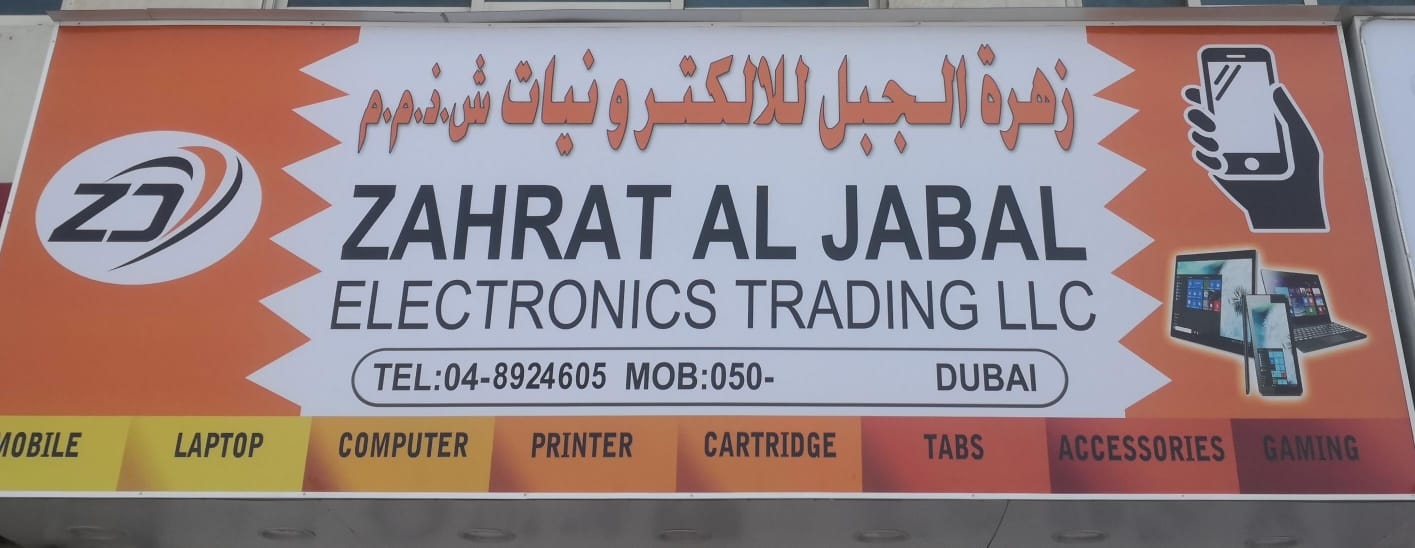 زهرة الجبل للالكترونيات ش.ذ.م.م
ZAHRAT AL JABAL
ELECTRONICS TRADING LLC
TEL:04-8924605 MOB:050- DUBAI
MOBILE LAPTOP COMPUTER PRINTER CARTRIDGE TABS ACCESSORIES GAMING